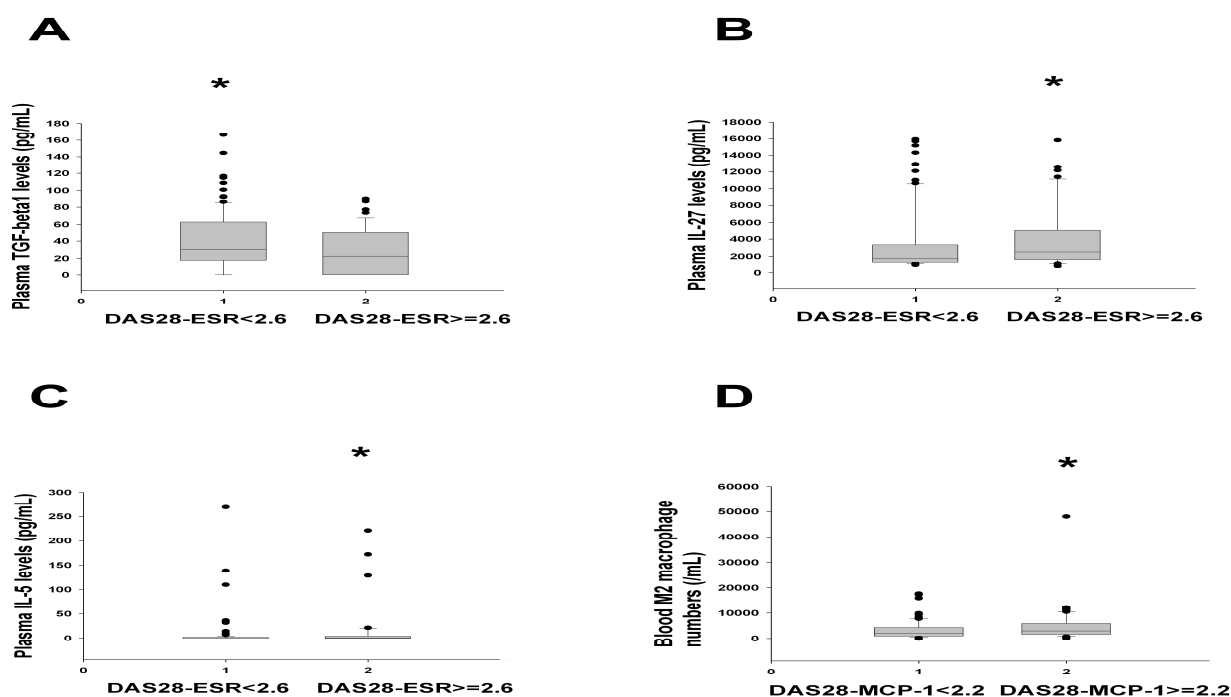 A
*
Plasma TGF-beta1 levels (pg/mL)
180
160
140
120
100
80
60
40
20
0
0
1
2
DAS28-ESR<2.6
DAS28-ESR>=2.6
B
*
Plasma IL-27 levels (pg/mL)
18000
16000
14000
12000
10000
8000
6000
4000
2000
0
0
1
2
DAS28-ESR<2.6
DAS28-ESR>=2.6
C
*
Plasma IL-5 levels (pg/mL)
300
250
200
150
100
50
0
0
1
2
DAS28-ESR<2.6
DAS28-ESR>=2.6
D
*
Blood M2 macrophage
numbers (/mL)
60000
50000
40000
30000
20000
10000
0
0
1
2
DAS28-MCP-1<2.2
DAS28-MCP-1>=2.2